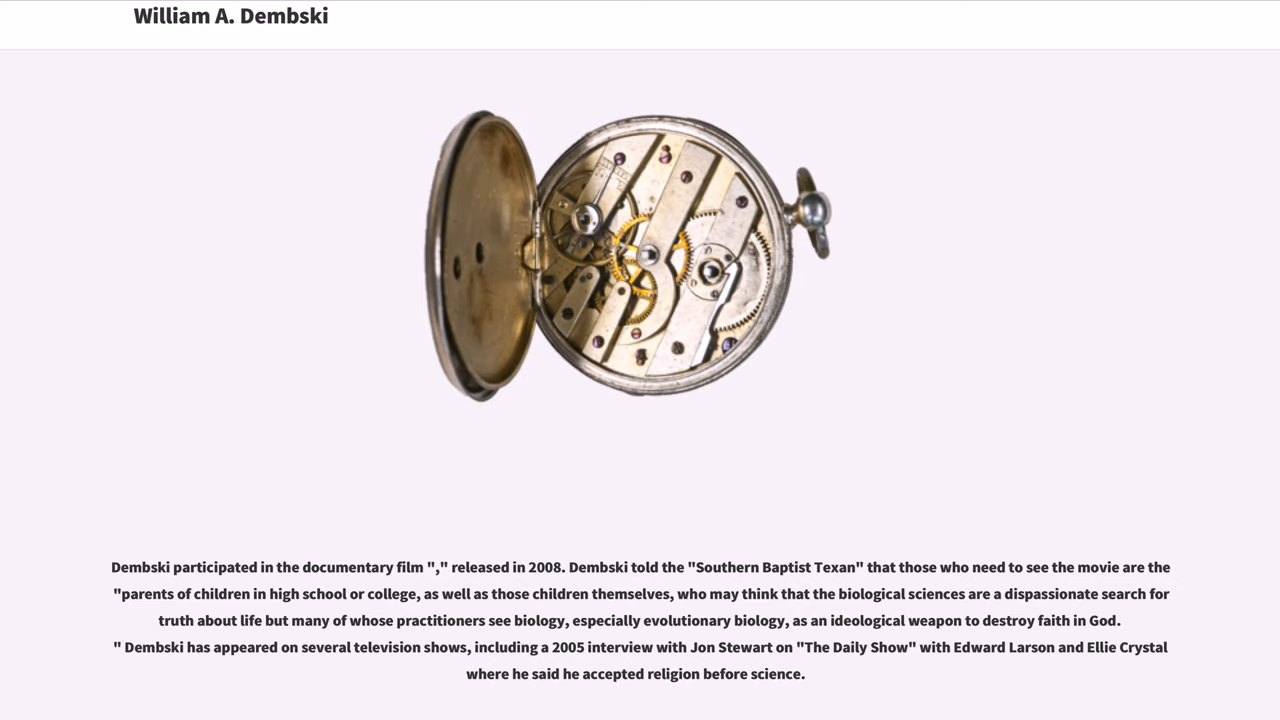 William A. Dembski
Dembski participated in the documentary film "," released in 2008. Dembski told the "Southern Baptist Texan" that those who need to see the movie are the
"parents of children in high school or college, as well as those children themselves, who may think that the biological sciences are a dispassionate search for
truth about life but many of whose practitioners see biology, especially evolutionary biology, as an ideological weapon to destroy faith in God.
" Dembski has appeared on several television shows, including a 2005 interview with Jon Stewart on "The Daily Show" with Edward Larson and Ellie Crystal
where he said he accepted religion before science.